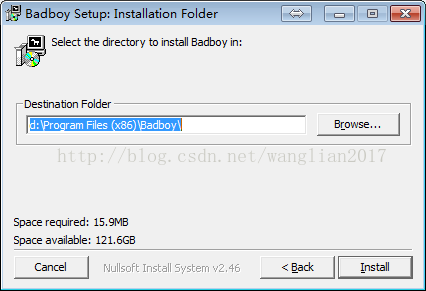 Badboy Setup: Installation Folder
Select the directory to install Badboy in:
Destination Folder
d:\Program Files (x86)\Badboy\
Browse...
http://blog.csdn.net/wanglian2017
Space required: 15.9MB
Space available: 121.6GB
Cancel
Nullsoft Install System v2.46
< Back
Install